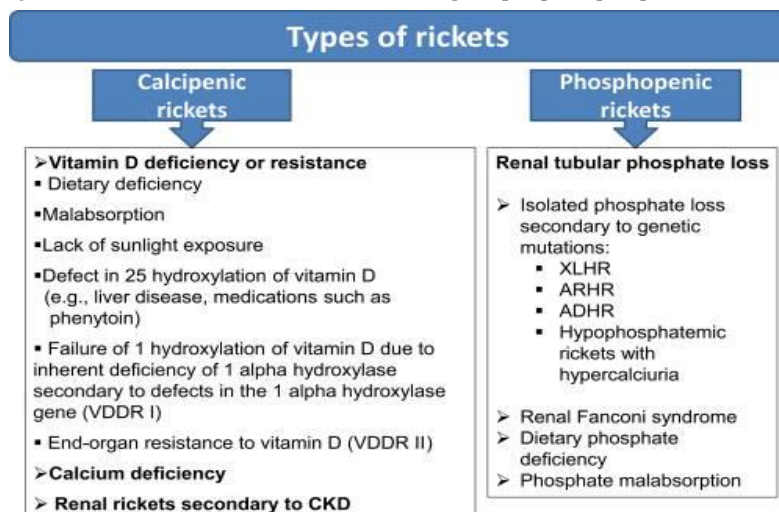 Types of rickets
Calcipenic
rickets
➢Vitamin D deficiency or resistance
▪ Dietary deficiency
▪Malabsorption
▪Lack of sunlight exposure
▪Defect in 25 hydroxylation of vitamin D
(e.g., liver disease, medications such as
phenytoin)
▪ Failure of 1 hydroxylation of vitamin D due to
inherent deficiency of 1 alpha hydroxylase
secondary to defects in the 1 alpha hydroxylase
gene (VDDR I)
▪ End-organ resistance to vitamin D (VDDR II)
➢Calcium deficiency
➢ Renal rickets secondary to CKD
Phosphopenic
rickets
Renal tubular phosphate loss
➢ Isolated phosphate loss
secondary to genetic
mutations:
▪ XLHR
▪ ARHR
▪ ADHR
▪ Hypophosphatemic
rickets with
hypercalciuria
➢ Renal Fanconi syndrome
➢ Dietary phosphate
deficiency
➢ Phosphate malabsorption